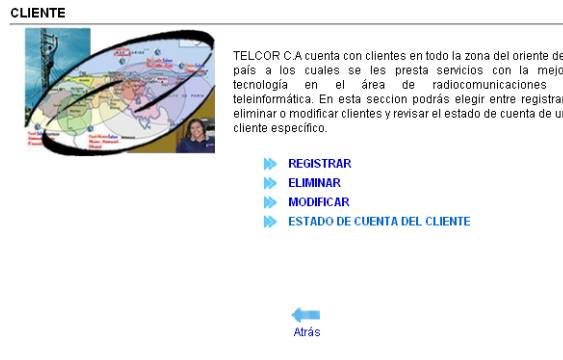 CLIENTE
TELCOR C.A cuenta con clientes en todo la zona del oriente de
país a los cuales se les presta servicios con la mejo
tecnología en el área de radiocomunicaciones
teleinformática. En esta seccion podrás elegir entre registrar
eliminar o modificar clientes y revisar el estado de cuenta de un
cliente específico.
REGISTRAR
ELIMINAR
MODIFICAR
ESTADO DE CUENTA DEL CLIENTE
Atrás